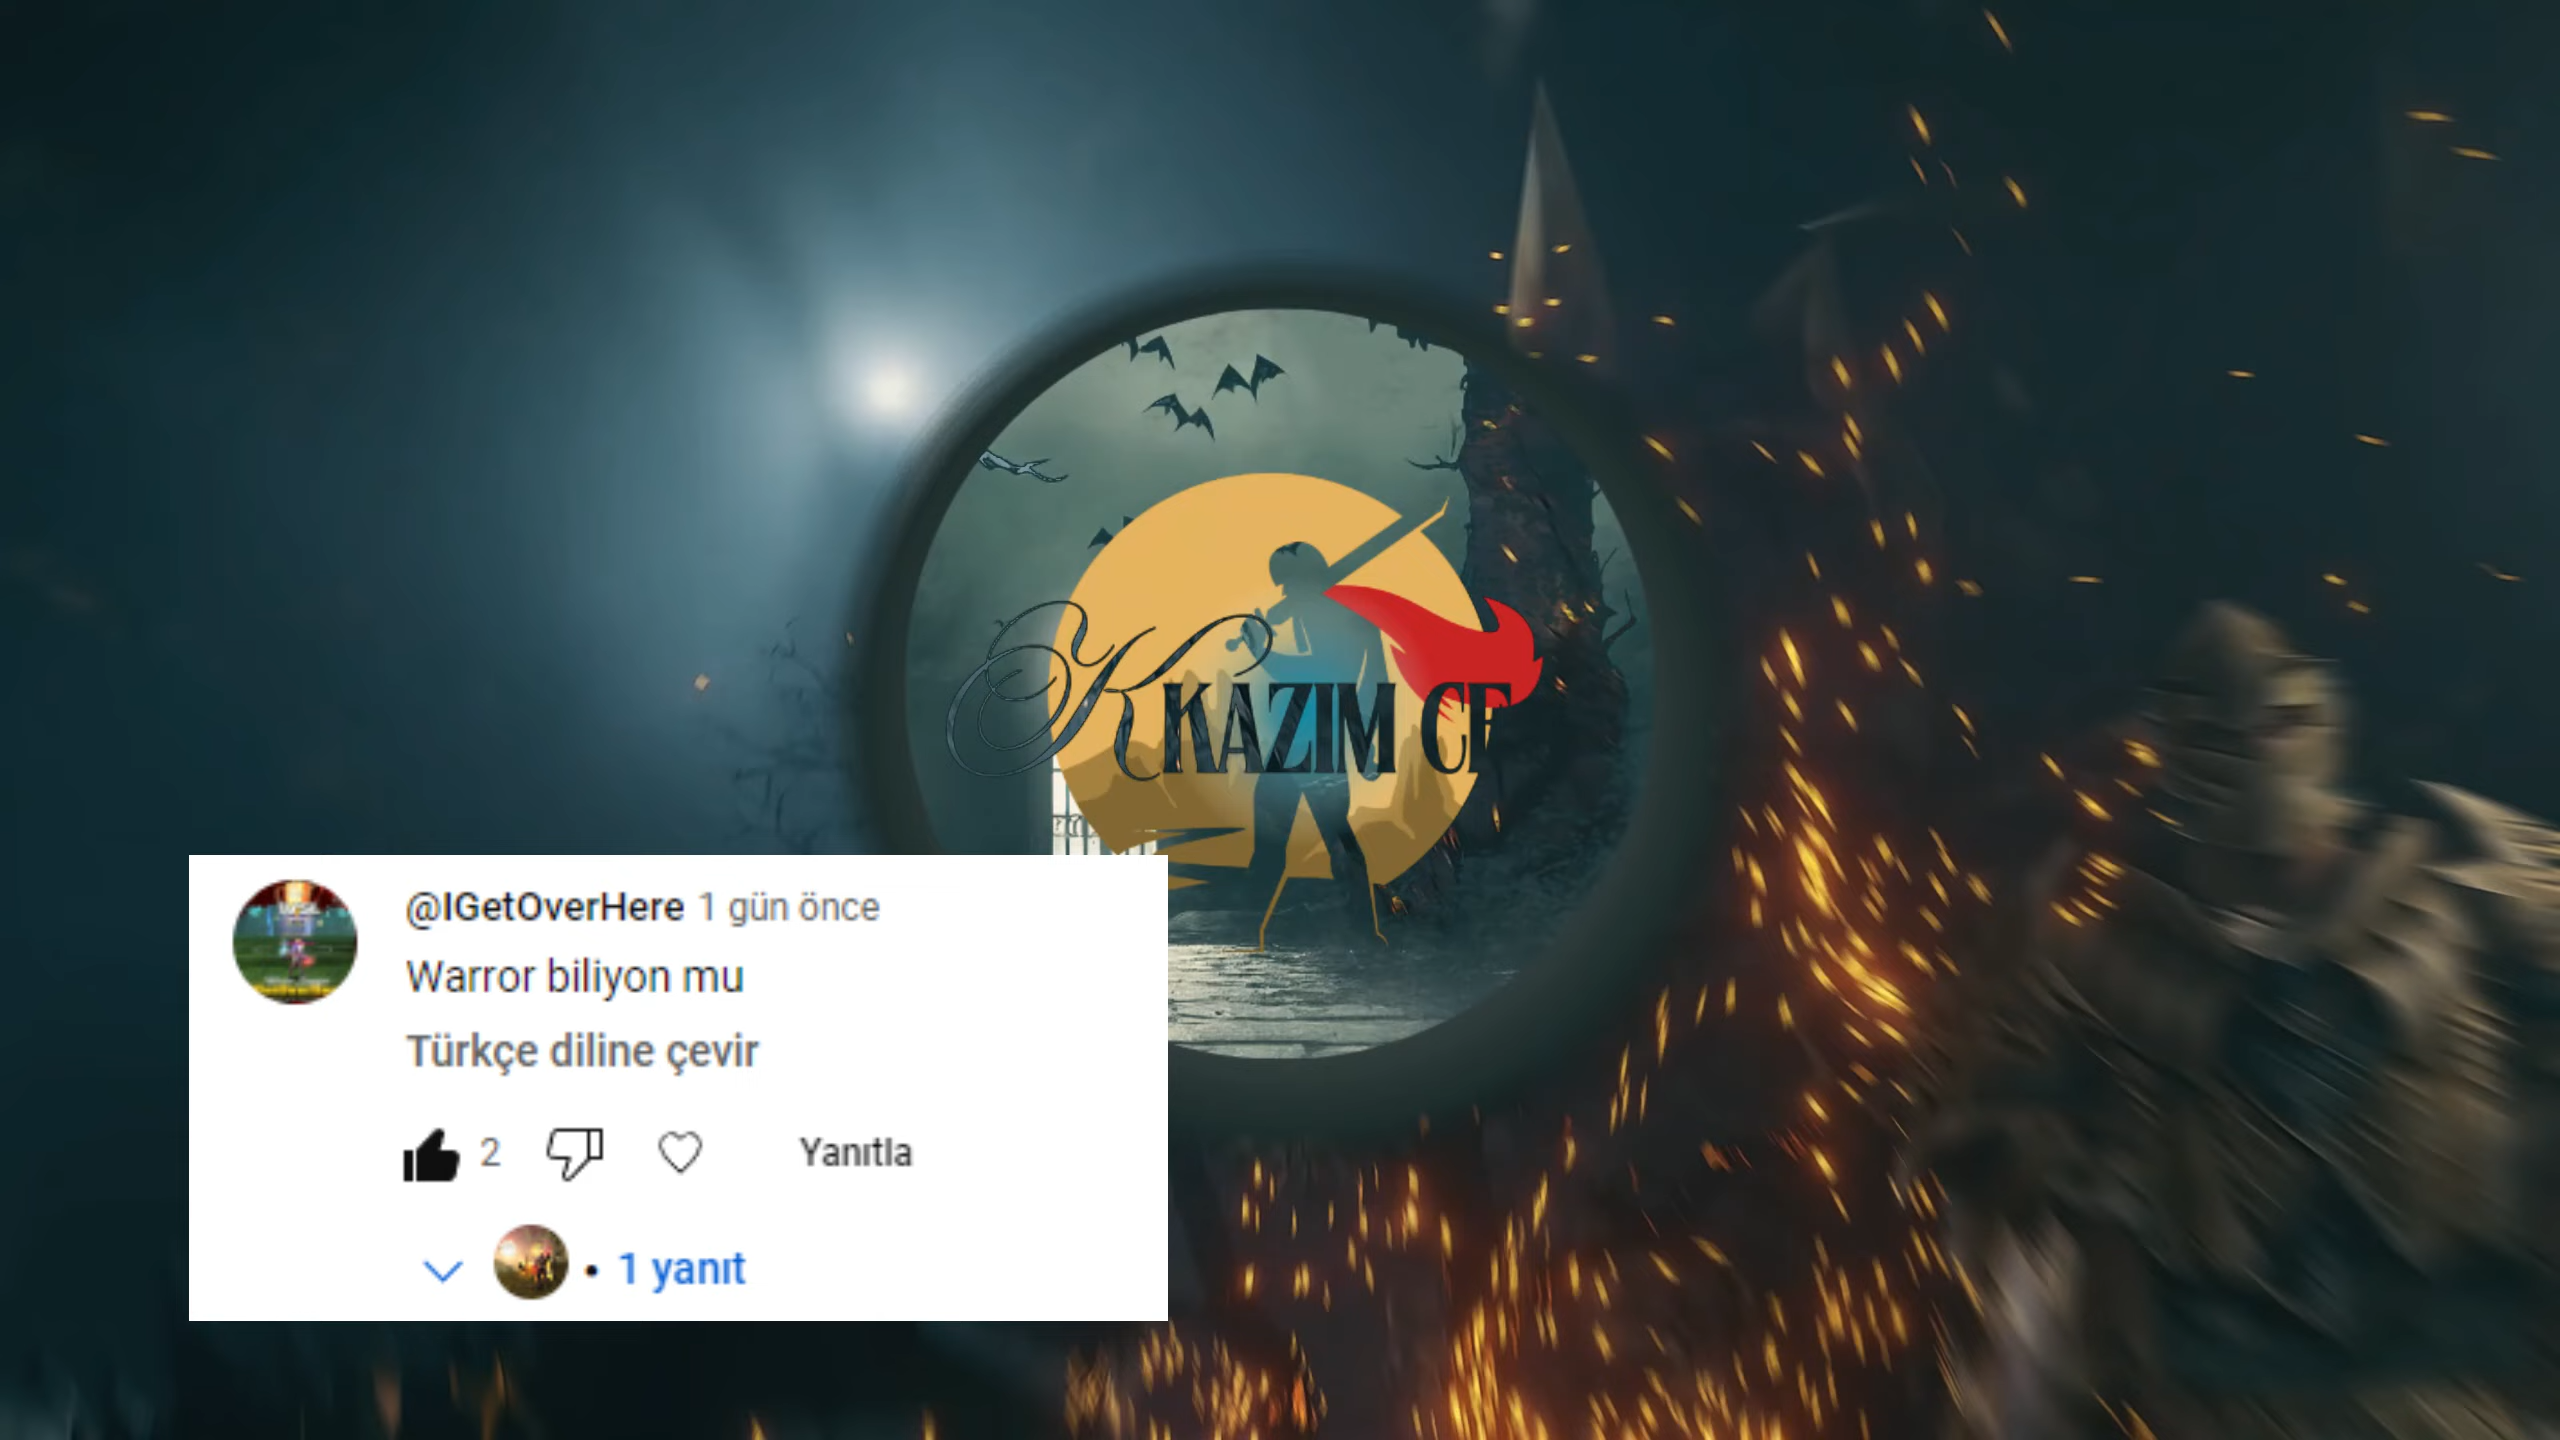 K KAZIM CF
@IGetOverHere 1 gün önce
Warror biliyon mu
Türkçe diline çevir
2 Yanıtla
• 1 yanıt